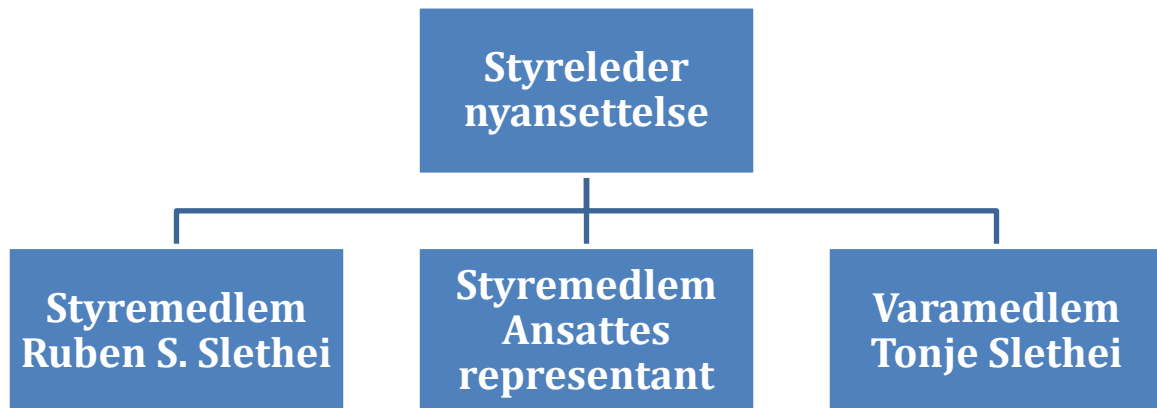 Styreleder
nyansettelse
Styremedlem
Ruben S. Slethei
Styremedlem
Ansattes
representant
Varamedlem
Tonje Slethei